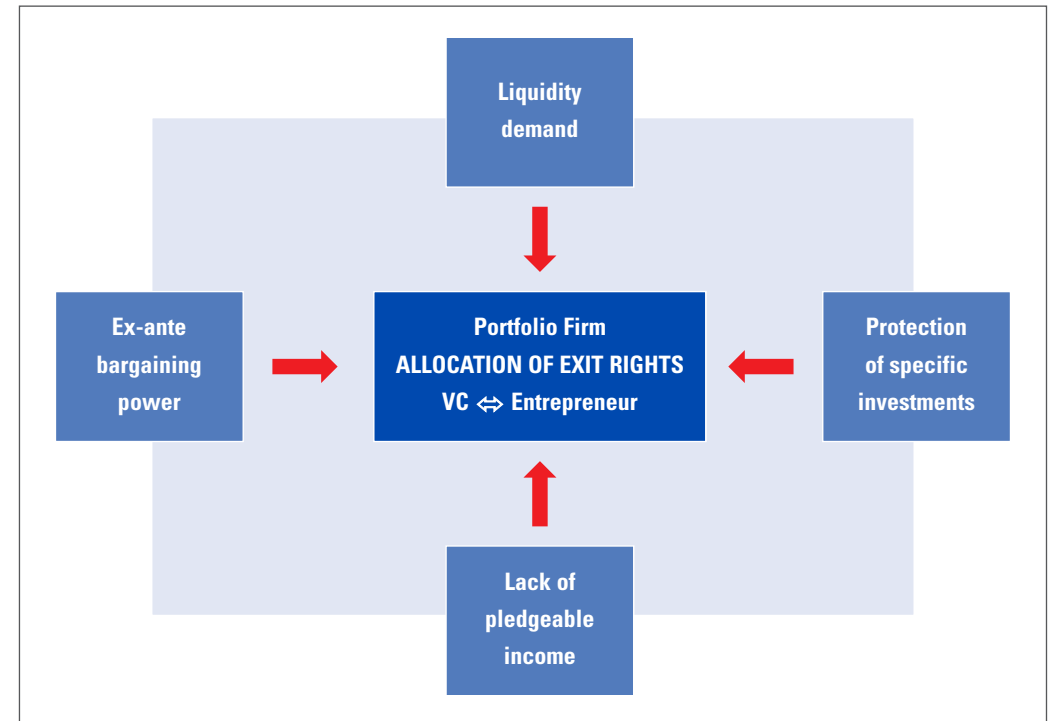 Liquidity
demand
Ex-ante
bargaining
power
Portfolio Firm
ALLOCATION OF EXIT RIGHTS
VC ⇔ Entrepreneur
Protection
of specific
investments
Lack of
pledgeable
income